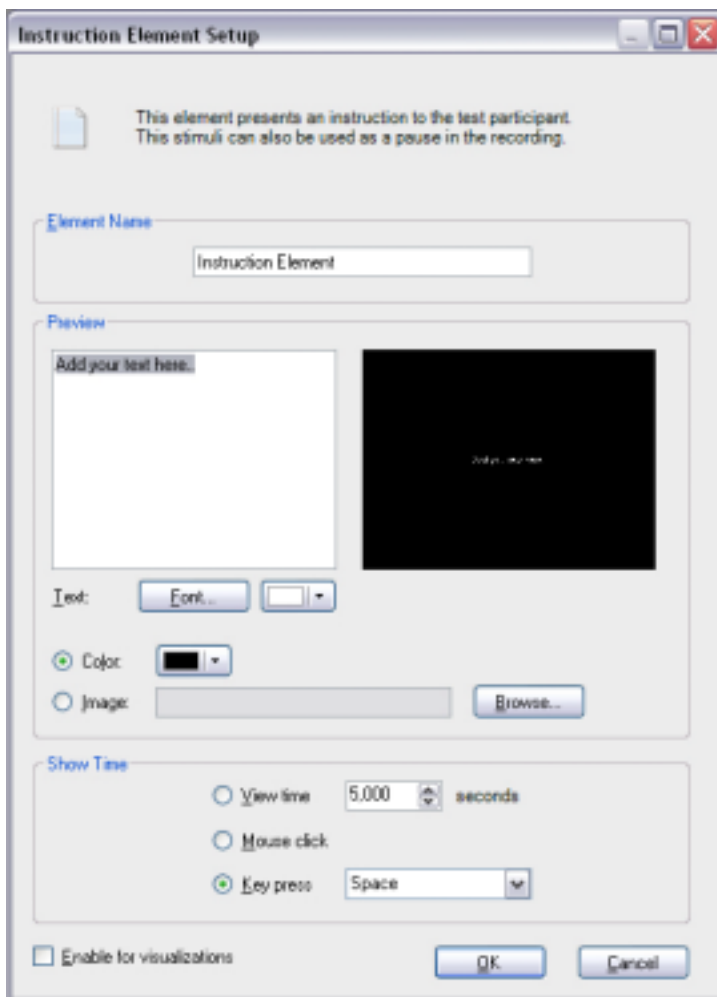 Instruction Element Setup
This element presents an instruction to the test participant.
This stimuli can also be used as a pause in the recording.
Element Name
Instruction Element
Preview
Add your text here..
Text:
Font...
Color:
Image:
Browse...
Show Time
View time 5,000 seconds
Mouse click
Key press Space
Enable for visualizations
OK
Cancel